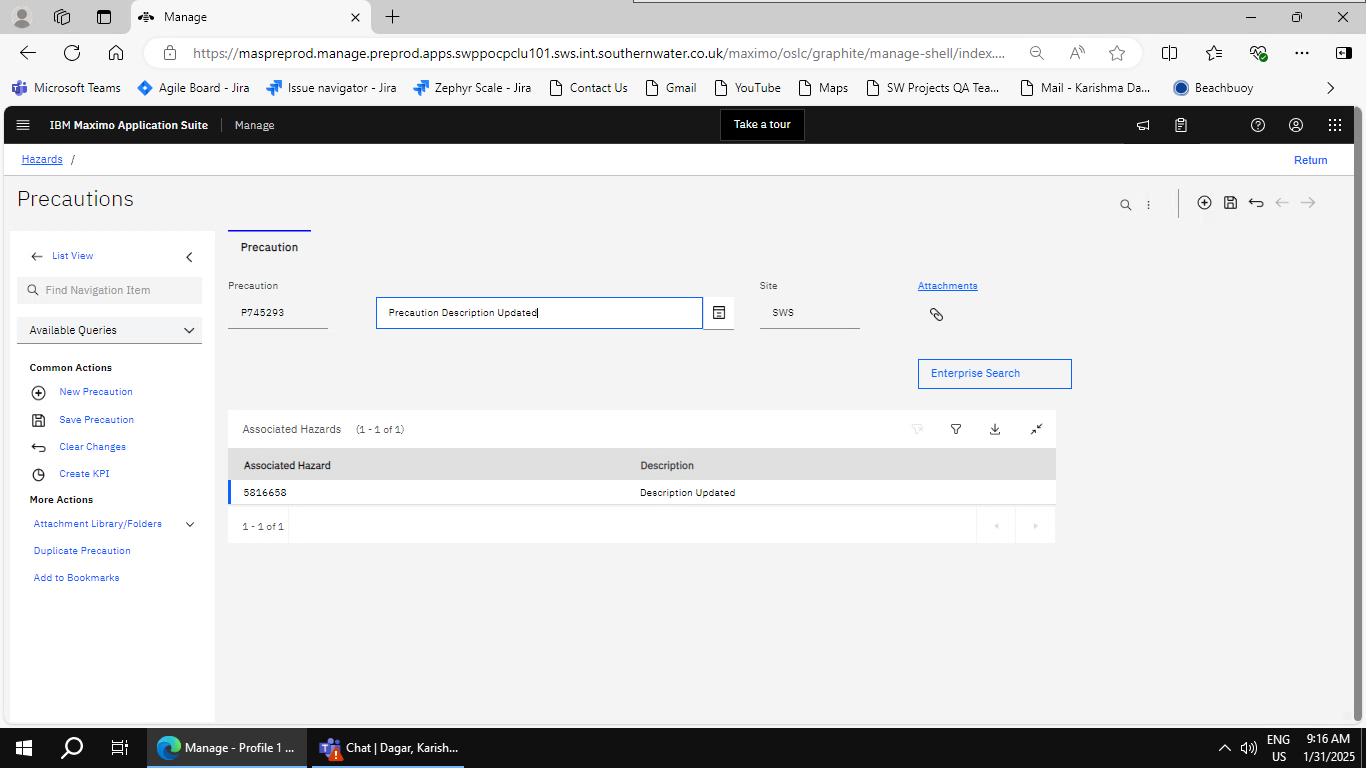 Manage
https://maspreprod.manage.preprod.apps.swppocpclu101.sws.int.southernwater.co.uk/maximo/oslc/graphite/manage-shell/index....
Microsoft Teams
Agile Board - Jira
Issue navigator - Jira
Zephyr Scale - Jira
Contact Us
Gmail
YouTube
Maps
SW Projects QA Tea...
Mail - Karishma Da...
Beachbuoy
IBM Maximo Application Suite
Manage
Take a tour
Hazards /
Return
Precautions
List View
Find Navigation Item
Available Queries
Common Actions
New Precaution
Save Precaution
Clear Changes
Create KPI
More Actions
Attachment Library/Folders
Duplicate Precaution
Add to Bookmarks
Precaution
Precaution
P745293
Precaution Description Updated
Site
SWS
Attachments
Enterprise Search
Associated Hazards (1 - 1 of 1)
Associated Hazard Description
5816658 Description Updated
1 - 1 of 1
Manage - Profile 1 ...
Chat | Dagar, Karish...
ENG
US
9:16 AM
1/31/2025